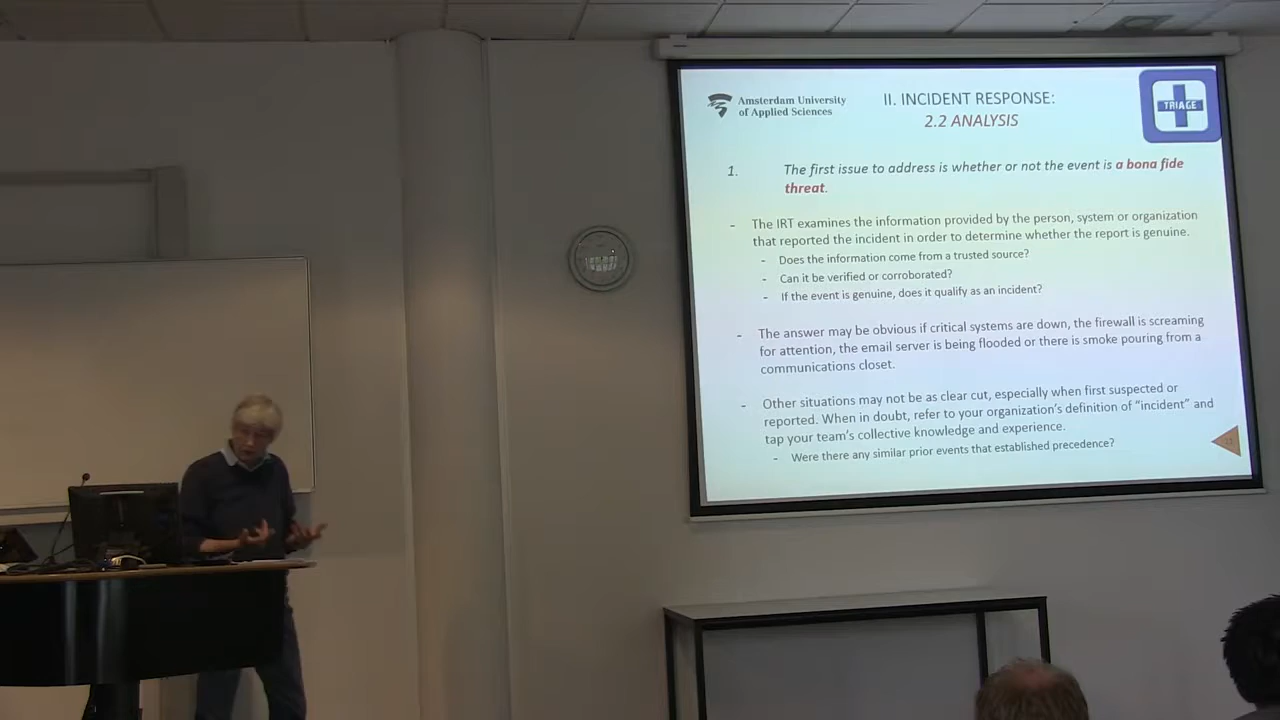 Amsterdam University
of Applied Sciences
II. INCIDENT RESPONSE:
2.2 ANALYSIS
TRIAGE
1. The first issue to address is whether or not the event is a bona fide
threat.
- The IRT examines the information provided by the person, system or organization
that reported the incident in order to determine whether the report is genuine.
- Does the information come from a trusted source?
- Can it be verified or corroborated?
- If the event is genuine, does it qualify as an incident?
- The answer may be obvious if critical systems are down, the firewall is screaming
for attention, the email server is being flooded or there is smoke pouring from a
communications closet.
- Other situations may not be as clear cut, especially when first suspected or
reported. When in doubt, refer to your organization's definition of "incident" and
tap your team's collective knowledge and experience.
- Were there any similar prior events that established precedence?